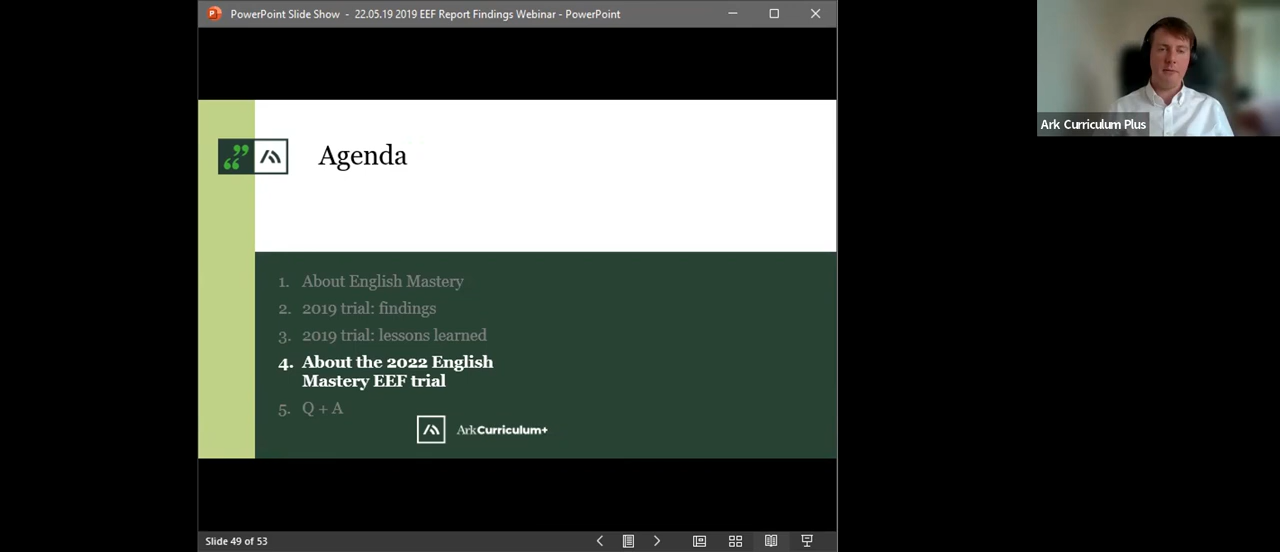 PowerPoint Slide Show - 22.05.19 2019 EEF Report Findings Webinar - PowerPoint
Ark Curriculum Plus
Agenda
1. About English Mastery
2. 2019 trial: findings
3. 2019 trial: lessons learned
4. About the 2022 English
Mastery EEF trial
5. Q + A
ArkCurriculum+
Slide 49 of 53